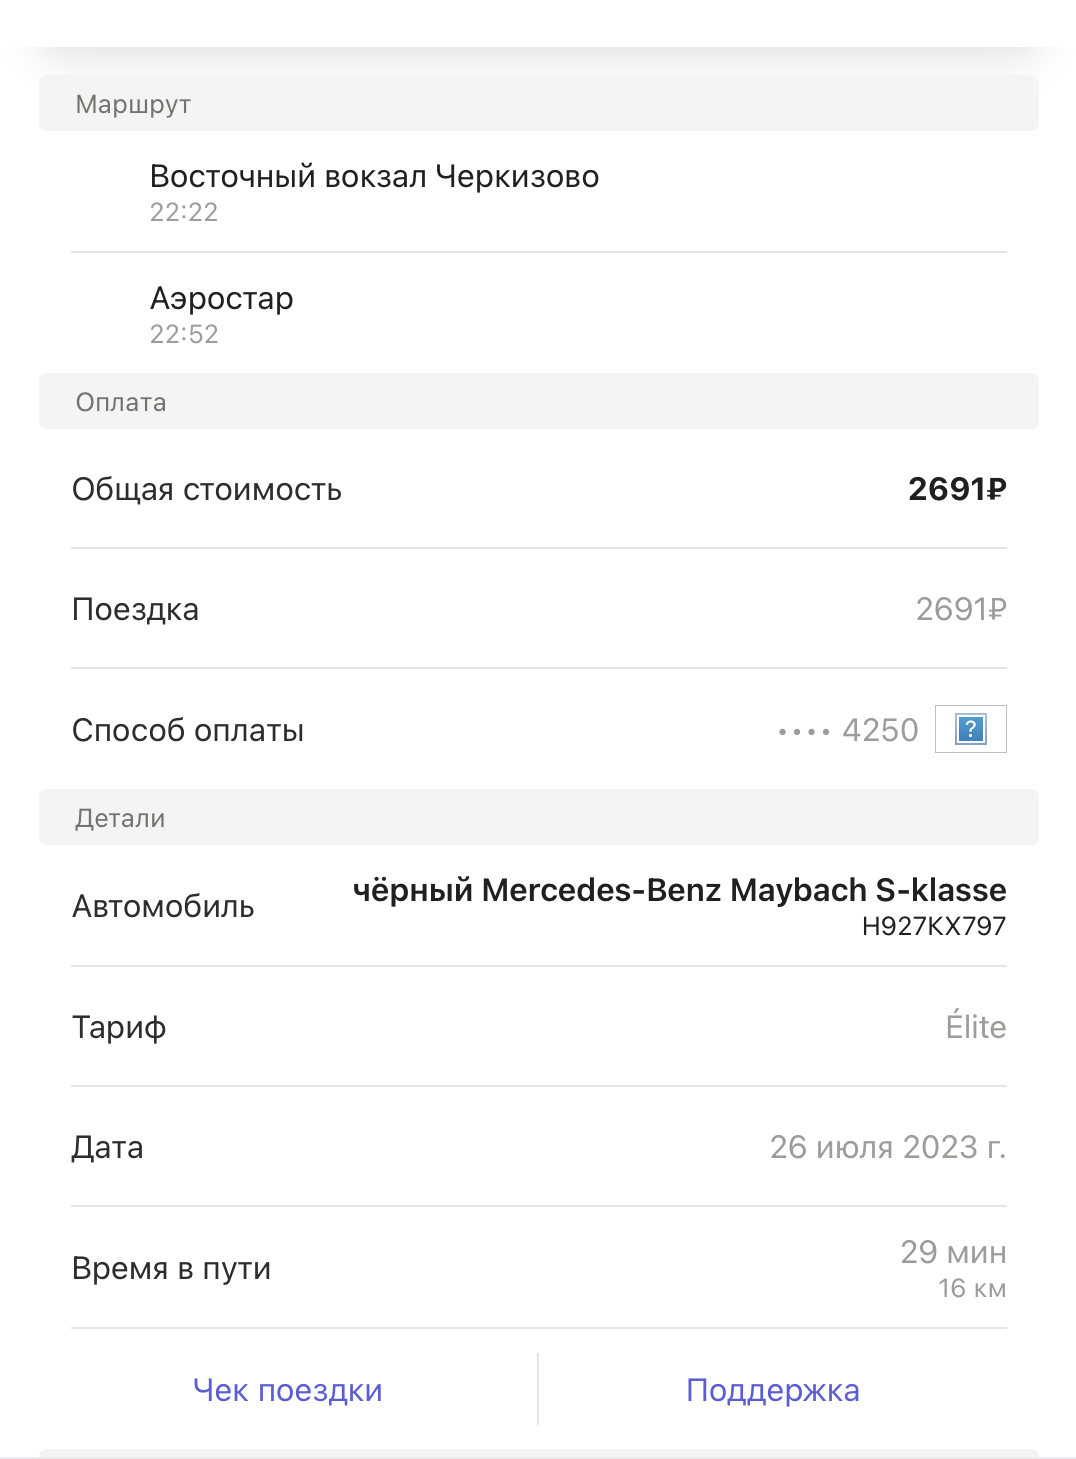 Маршрут
Восточный вокзал Черкизово
22:22
Аэростар
22:52
Оплата
Общая стоимость 2691₽
Поездка 2691₽
Способ оплаты •••• 4250 ?
Детали
Автомобиль чёрный Mercedes-Benz Maybach S-klasse
Н927КХ797
Тариф Élite
Дата 26 июля 2023 г.
Время в пути 29 мин
16 км
Чек поездки Поддержка